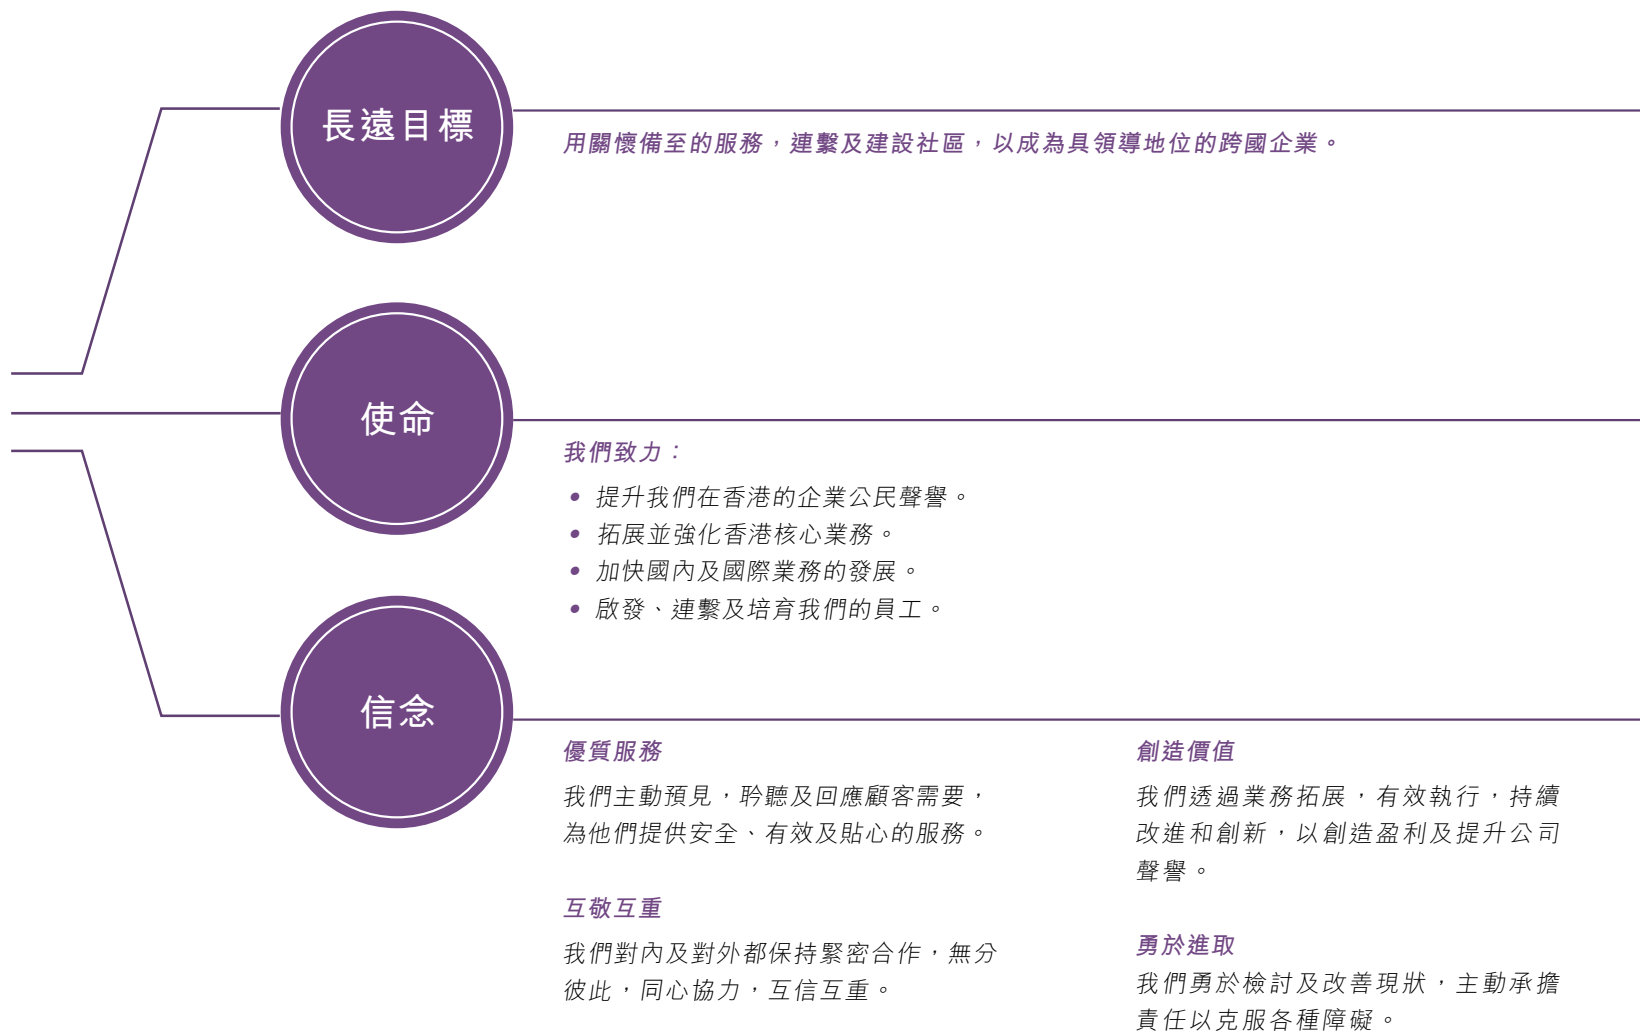 長遠目標
用關懷備至的服務，連繫及建設社區，以成為具領導地位的跨國企業。
使命
我們致力：
• 提升我們在香港的企業公民聲譽。
• 拓展並強化香港核心業務。
• 加快國內及國際業務的發展。
• 啟發、連繫及培育我們的員工。
信念
優質服務
我們主動預見，聆聽及回應顧客需要，
為他們提供安全、有效及貼心的服務。
互敬互重
我們對內及對外都保持緊密合作，無分
彼此，同心協力，互信互重。
創造價值
我們透過業務拓展，有效執行，持續
改進和創新，以創造盈利及提升公司
聲譽。
勇於進取
我們勇於檢討及改善現狀，主動承擔
責任以克服各種障礙。